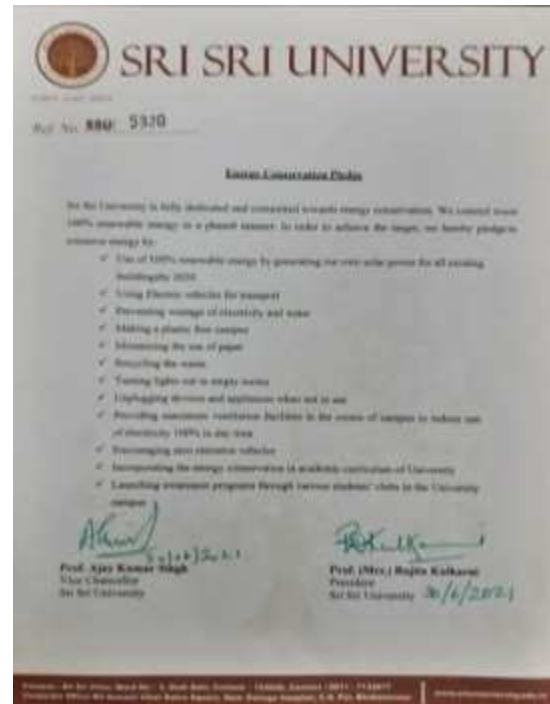 SRI SRI UNIVERSITY
Ref. No. SSU/ 5320
Energy Conservation Pledge
Sri Sri University is fully dedicated and committed towards energy conservation. We commit
100% renewable energy in a phased manner. In order to achieve the target, we hereby pledge to
conserve energy by:
✓ Use of 100% renewable energy by generating our own solar power for all existing
✓ Using Electric vehicles for transport
✓ Preventing wastage of electricity and water
✓ Making a plastic free campus
✓ Minimizing the use of paper
✓ Recycling the waste
✓ Turning lights out in empty rooms
✓ Unplugging devices and appliances when not in use
✓ Providing maximum ventilation facilities in the rooms of campus to reduce use
of electricity 100% in day time
✓ Encouraging zero emission vehicles
✓ Incorporating the energy conservation in academic curriculum of University
✓ Launching awareness programs through various students' clubs in the University
campus
Prof. Ajay Kumar Singh
Vice Chancellor
Sri Sri University
Prof. (Mrs.) Rajita Kulkarni
President
Sri Sri University 30/6/2021